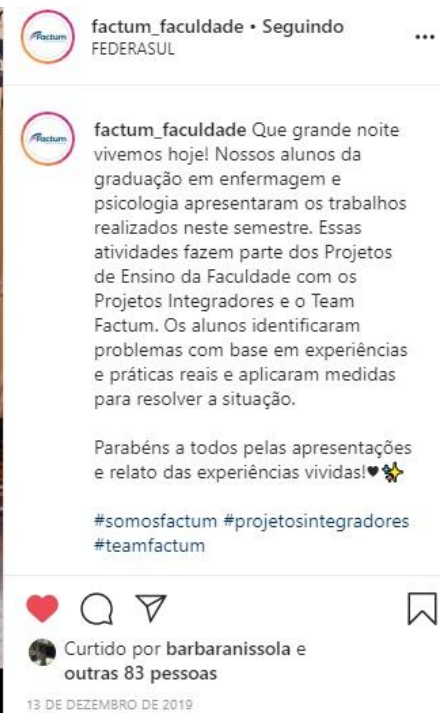 Factum
factum_faculdade • Seguindo
FEDERASUL
Factum
factum_faculdade Que grande noite
vivemos hoje! Nossos alunos da
graduação em enfermagem e
psicologia apresentaram os trabalhos
realizados neste semestre. Essas
atividades fazem parte dos Projetos
de Ensino da Faculdade com os
Projetos Integradores e o Team
Factum. Os alunos identificaram
problemas com base em experiências
e práticas reais e aplicaram medidas
para resolver a situação.
Parabéns a todos pelas apresentações
e relato das experiências vividas!♥✨
#somosfactum #projetosintegradores
#teamfactum
Curtido por barbaranissola e
outras 83 pessoas
13 DE DEZEMBRO DE 2019